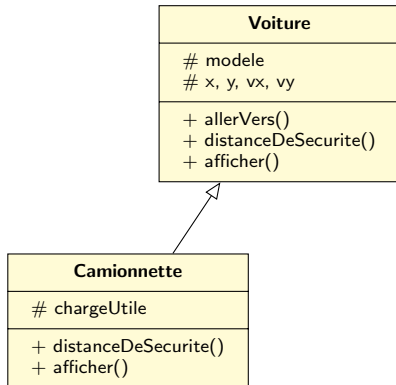 Voiture
# modele
# x, y, vx, vy
+ allerVers()
+ distanceDeSecurite()
+ afficher()
Camionnette
# chargeUtile
+ distanceDeSecurite()
+ afficher()